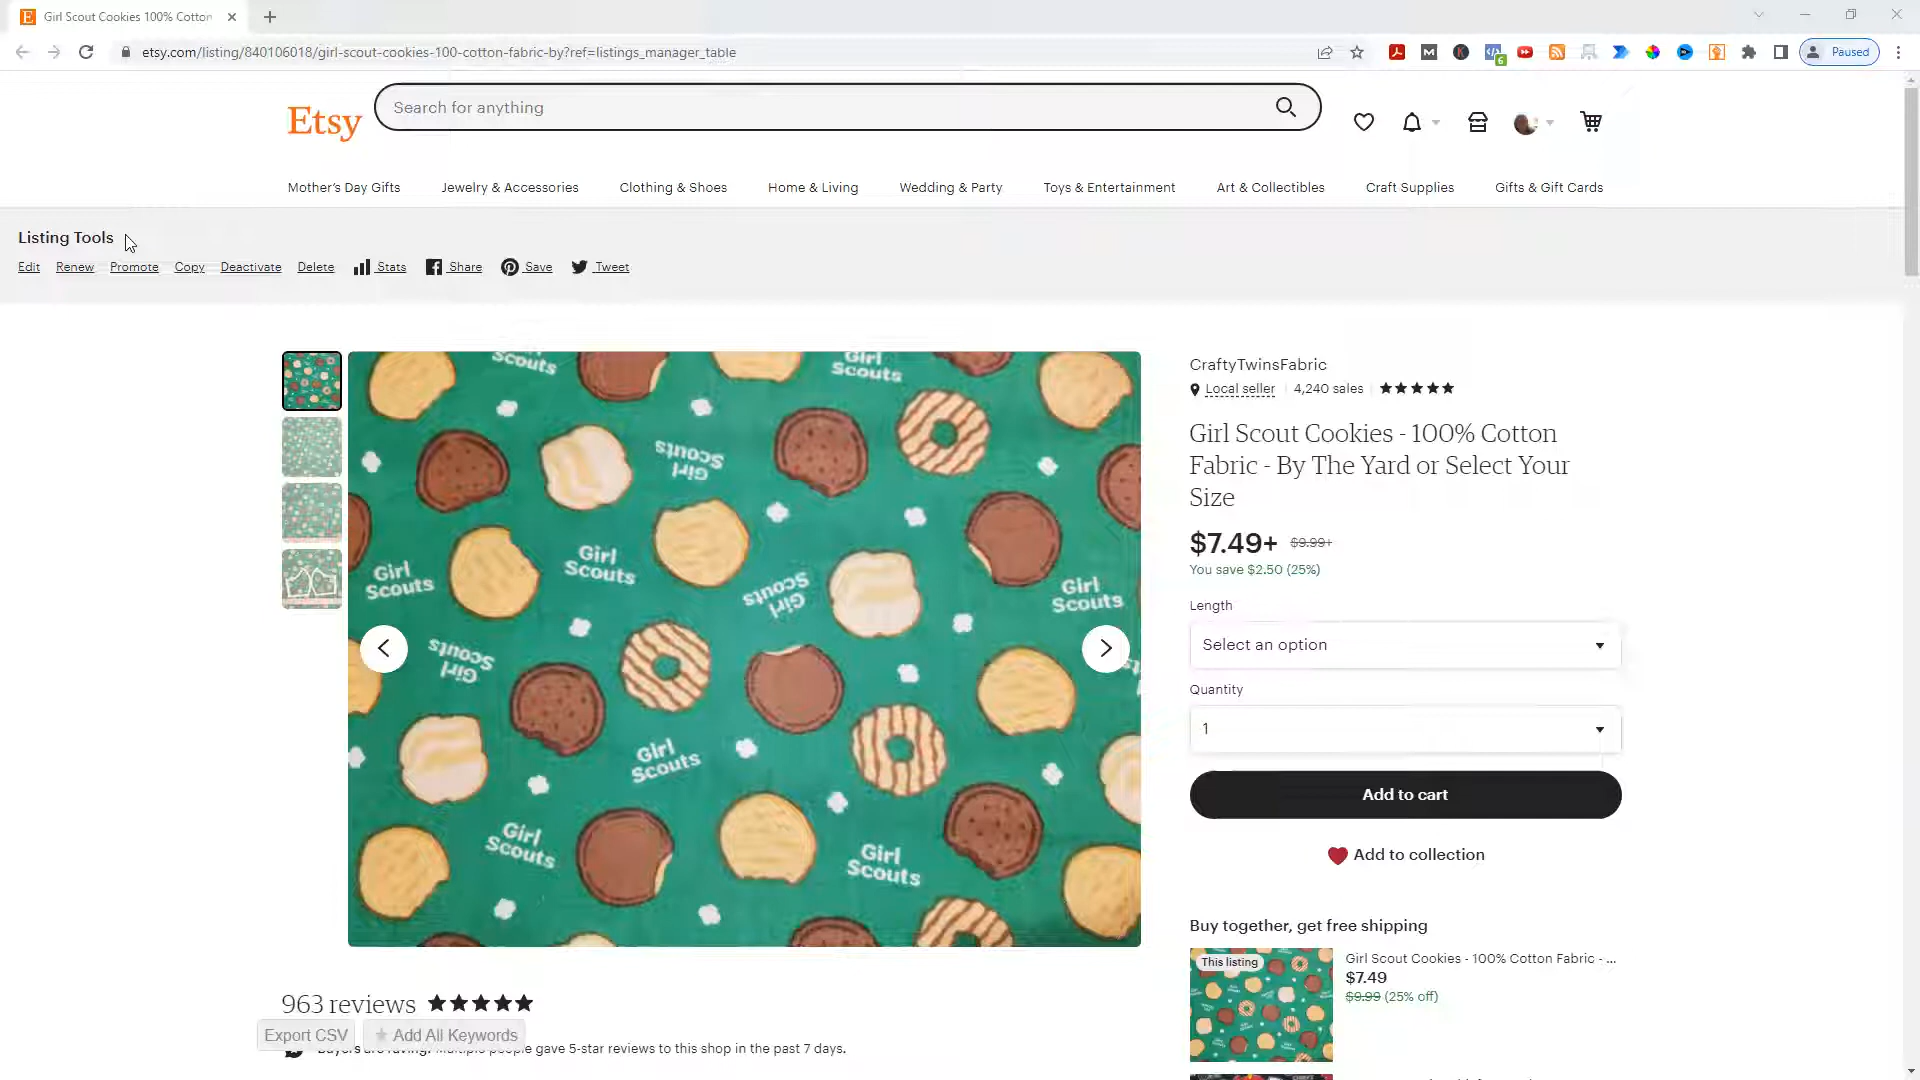 Girl Scout Cookies 100% Cotton
etsy.com/listing/840106018/girl-scout-cookies-100-cotton-fabric-by?ref=listings_manager_table
6
Paused
Etsy
Search for anything
Mother's Day Gifts
Jewelry & Accessories
Clothing & Shoes
Home & Living
Wedding & Party
Toys & Entertainment
Art & Collectibles
Craft Supplies
Gifts & Gift Cards
Listing Tools
Edit Renew Promote Copy Deactivate Delete Stats Share Save Tweet
Scouts
Girl
Scouts
Girl
Scouts
Girl
Scouts
Girl
Scouts
Girl
Scouts
Girl
Scouts
Girl
Scouts
Girl
Scouts
Girl
Scouts
Girl
Scouts
CraftyTwinsFabric
Local seller 4,240 sales
Girl Scout Cookies - 100% Cotton
Fabric - By The Yard or Select Your
Size
$7.49+ $9.99+
You save $2.50 (25%)
Length
Select an option
Quantity
1
Add to cart
Add to collection
Buy together, get free shipping
This listing
Girl Scout Cookies - 100% Cotton Fabric - ...
$7.49
$9.99 (25% off)
963 reviews
Export CSV
Add All Keywords
Buyers are raving! Multiple people gave 5-star reviews to this shop in the past 7 days.